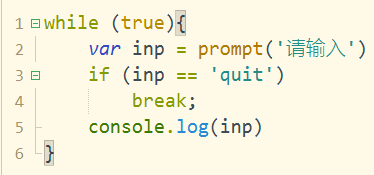 1 while (true){
2 var inp = prompt('请输入')
3 if (inp == 'quit')
4 break;
5 console.log(inp)
6 }